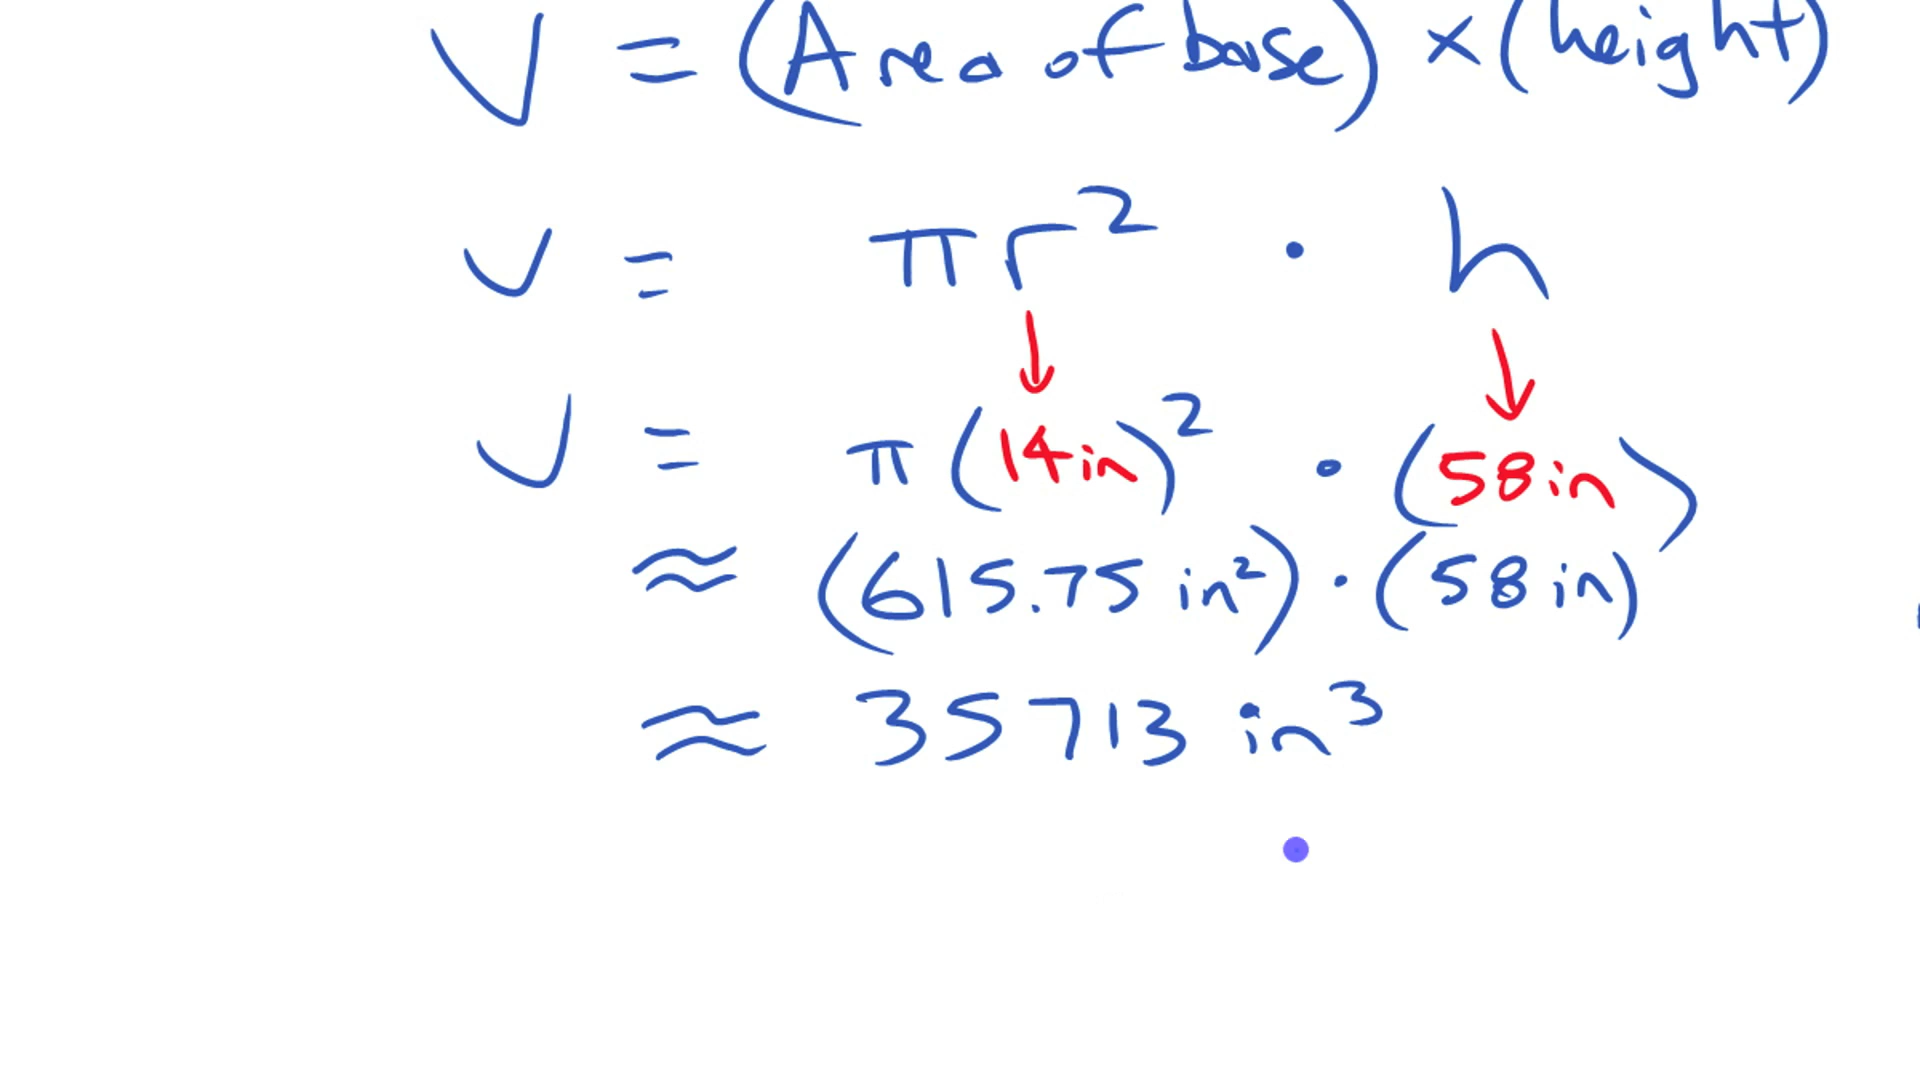 V = (Area of base) × (height)
V = πr² · h
V = π(14in)² · (58in)
≈ (615.75 in²) · (58 in)
≈ 35713 in³